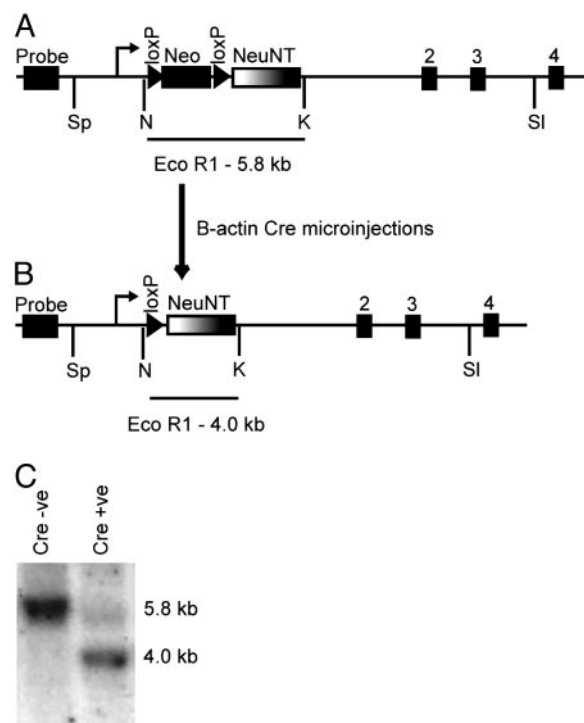 A
Probe
loxP
Neo
loxP
NeuNT
2
3
4
Sp
N
K
SI
Eco R1 - 5.8 kb
B-actin Cre microinjections
B
Probe
loxP
NeuNT
2
3
4
Sp
N
K
SI
Eco R1 - 4.0 kb
C
Cre -ve
Cre +ve
5.8 kb
4.0 kb